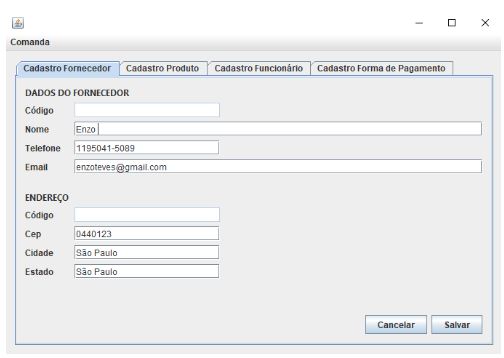 Comanda
Cadastro Fornecedor Cadastro Produto Cadastro Funcionário Cadastro Forma de Pagamento
DADOS DO FORNECEDOR
Código
Nome Enzo
Telefone 1195041-5089
Email enzoteves@gmail.com
ENDEREÇO
Código
Cep 0440123
Cidade São Paulo
Estado São Paulo
Cancelar Salvar